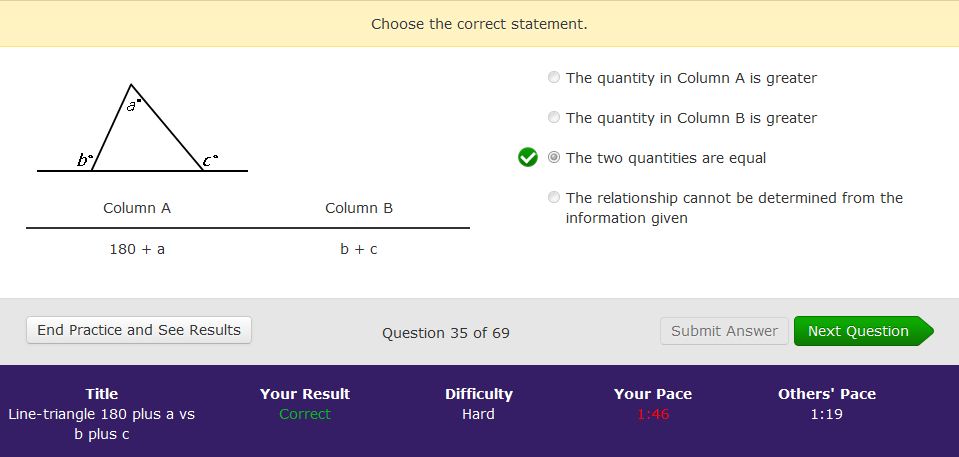 Choose the correct statement.
a°
b°
c°
Column A Column B
180 + a b + c
The quantity in Column A is greater
The quantity in Column B is greater
The two quantities are equal
The relationship cannot be determined from the
information given
End Practice and See Results Question 35 of 69 Submit Answer Next Question
Title Your Result Difficulty Your Pace Others' Pace
Line-triangle 180 plus a vs Correct Hard 1:46 1:19
b plus c